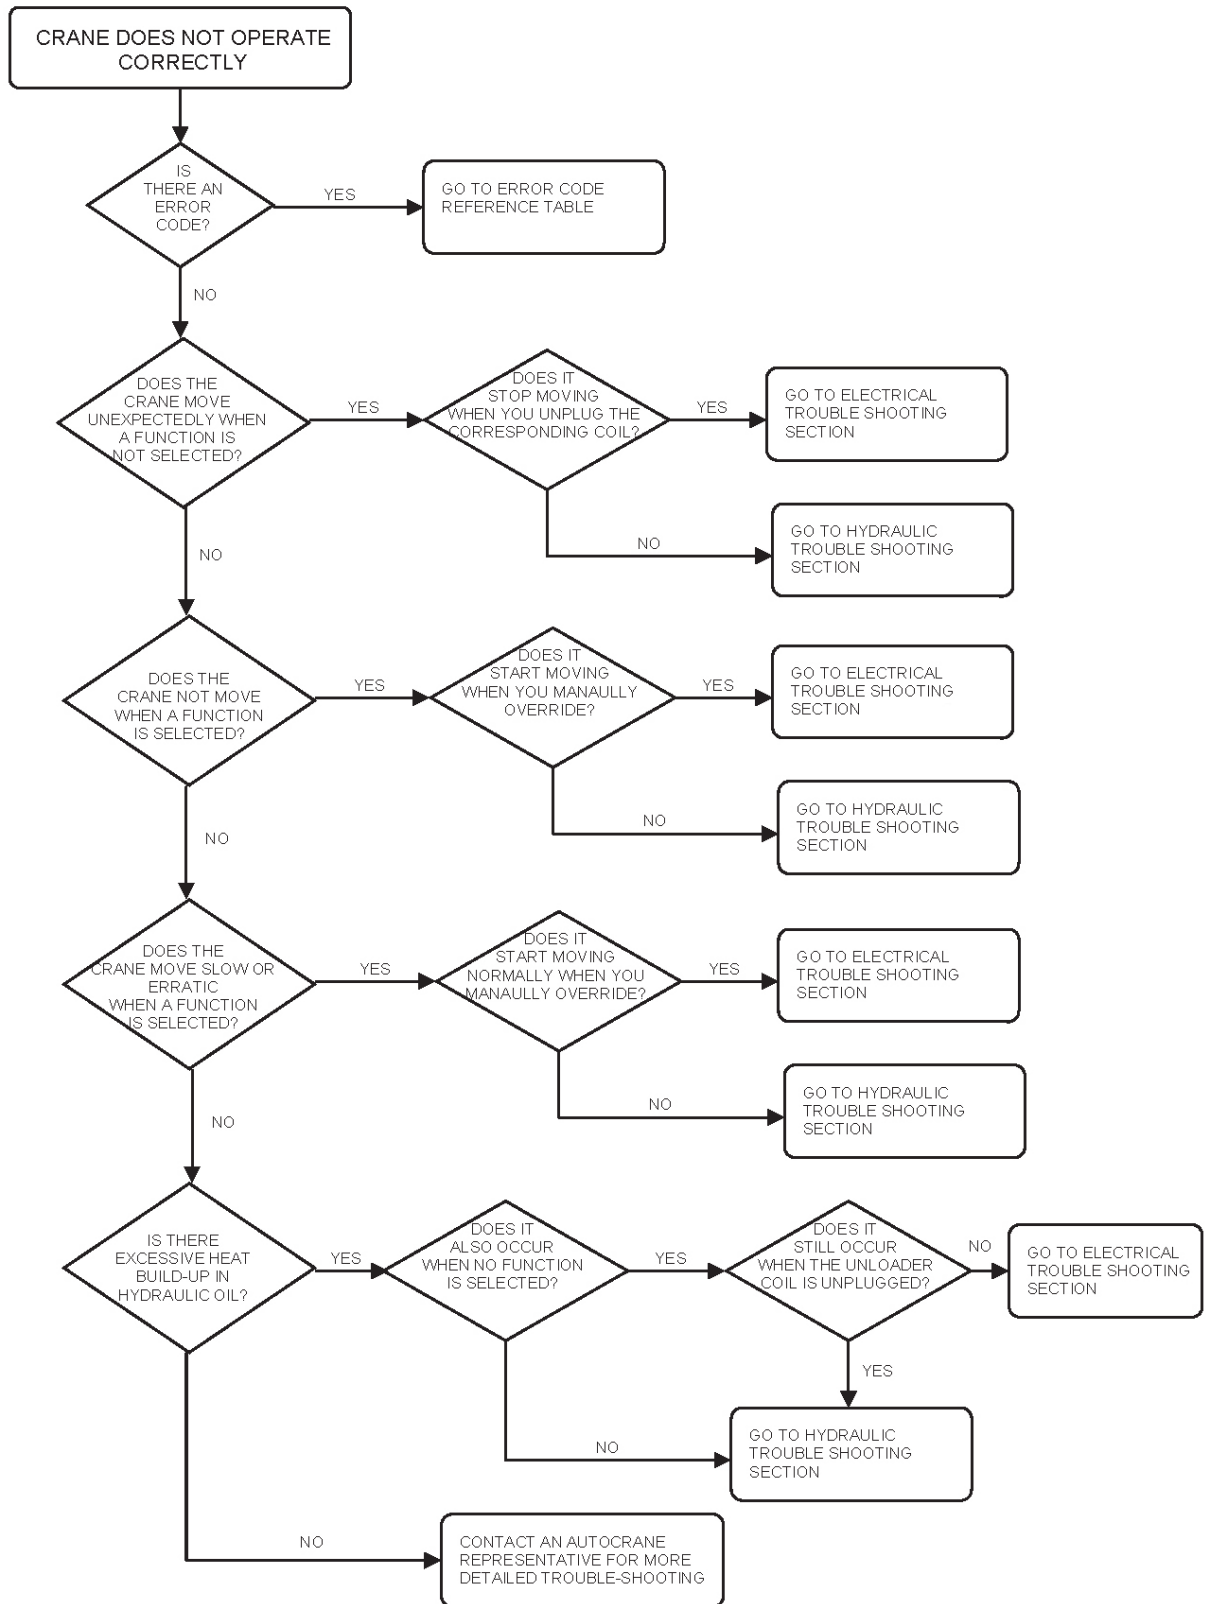 CRANE DOES NOT OPERATE
CORRECTLY
IS
THERE AN
ERROR
CODE?
YES
GO TO ERROR CODE
REFERENCE TABLE
NO
DOES THE
CRANE MOVE
UNEXPECTEDLY WHEN
A FUNCTION IS
NOT SELECTED?
YES
DOES IT
STOP MOVING
WHEN YOU UNPLUG THE
CORRESPONDING COIL?
YES
GO TO ELECTRICAL
TROUBLE SHOOTING
SECTION
NO
GO TO HYDRAULIC
TROUBLE SHOOTING
SECTION
NO
DOES THE
CRANE NOT MOVE
WHEN A FUNCTION
IS SELECTED?
YES
DOES IT
START MOVING
WHEN YOU MANAULLY
OVERRIDE?
YES
GO TO ELECTRICAL
TROUBLE SHOOTING
SECTION
NO
GO TO HYDRAULIC
TROUBLE SHOOTING
SECTION
NO
DOES THE
CRANE MOVE SLOW OR
ERRATIC
WHEN A FUNCTION
IS SELECTED?
YES
DOES IT
START MOVING
NORMALLY WHEN YOU
MANAULLY OVERRIDE?
YES
GO TO ELECTRICAL
TROUBLE SHOOTING
SECTION
NO
GO TO HYDRAULIC
TROUBLE SHOOTING
SECTION
NO
IS THERE
EXCESSIVE HEAT
BUILD-UP IN
HYDRAULIC OIL?
YES
DOES IT
ALSO OCCUR
WHEN NO FUNCTION
IS SELECTED?
YES
DOES IT
STILL OCCUR
WHEN THE UNLOADER
COIL IS UNPLUGGED?
NO
GO TO ELECTRICAL
TROUBLE SHOOTING
SECTION
YES
NO
GO TO HYDRAULIC
TROUBLE SHOOTING
SECTION
NO
CONTACT AN AUTOCRANE
REPRESENTATIVE FOR MORE
DETAILED TROUBLE-SHOOTING